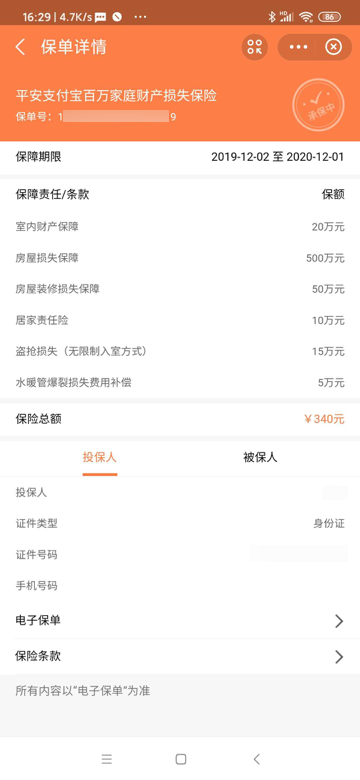 16:29 | 4.7K/s
HD
86
保单详情
平安支付宝百万家庭财产损失保险
保单号：1 9
承保中
保障期限 2019-12-02 至 2020-12-01
保障责任/条款 保额
室内财产保障 20万元
房屋损失保障 500万元
房屋装修损失保障 50万元
居家责任险 10万元
盗抢损失（无限制入室方式） 15万元
水暖管爆裂损失费用补偿 5万元
保险总额 ￥340元
投保人 被保人
投保人
证件类型 身份证
证件号码
手机号码
电子保单
保险条款
所有内容以“电子保单”为准